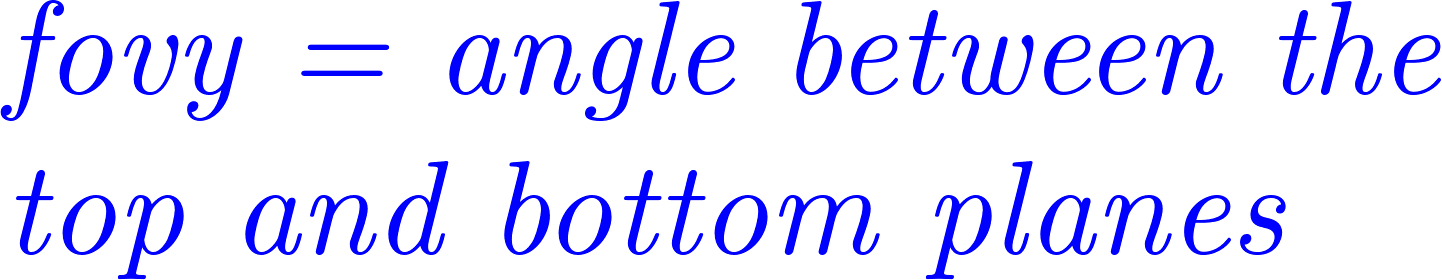 fovy = angle between the
top and bottom planes